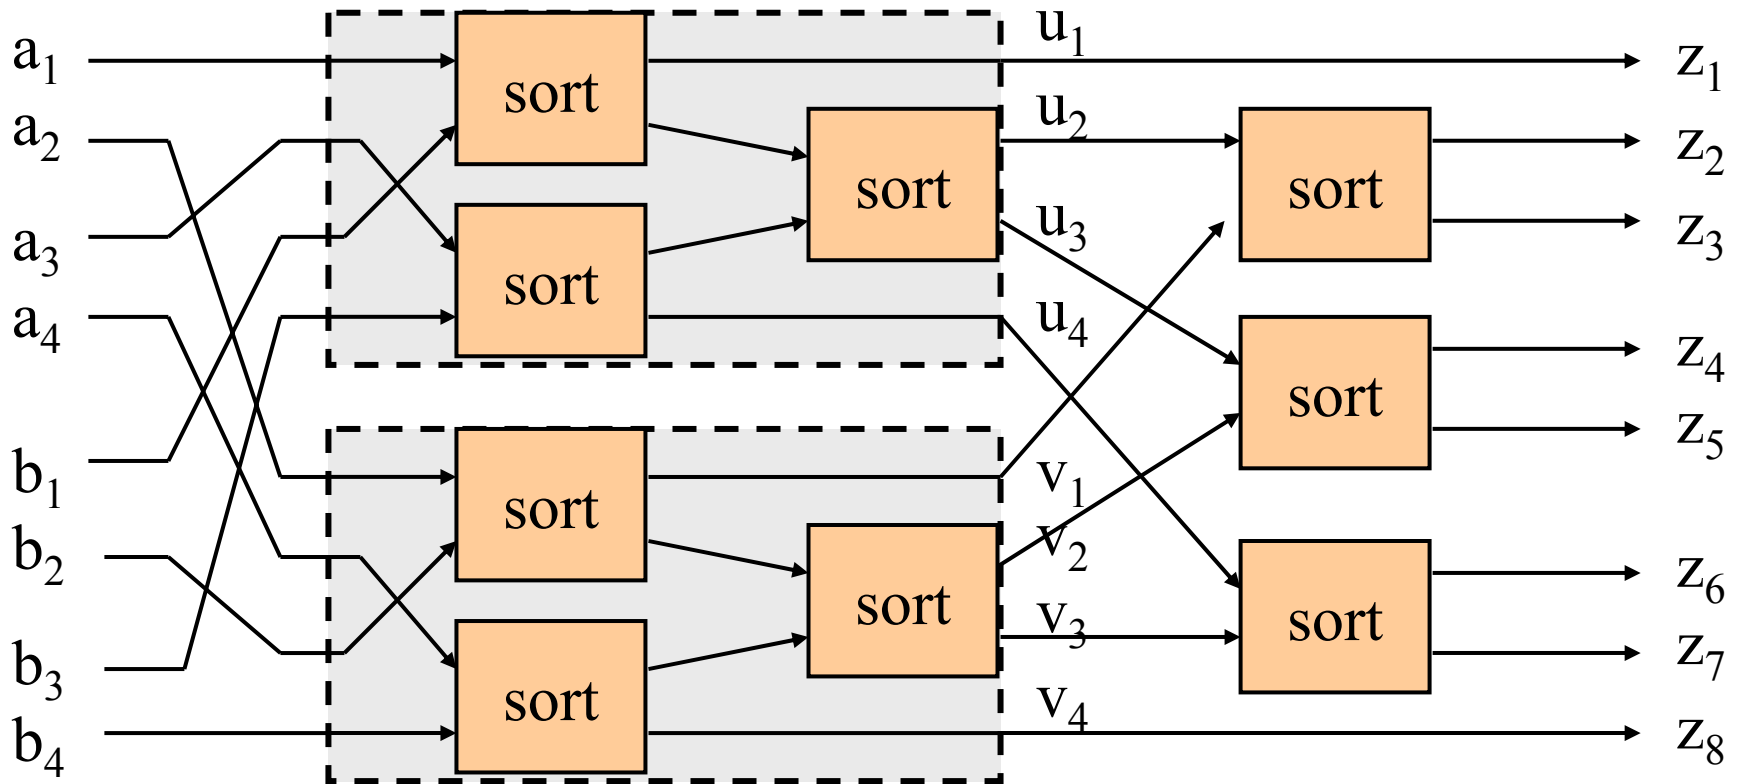 a₁
a₂
a₃
a₄
b₁
b₂
b₃
b₄
sort
sort
sort
sort
sort
sort
u₁
u₂
u₃
u₄
v₁
v₂
v₃
v₄
sort
sort
sort
z₁
z₂
z₃
z₄
z₅
z₆
z₇
z₈